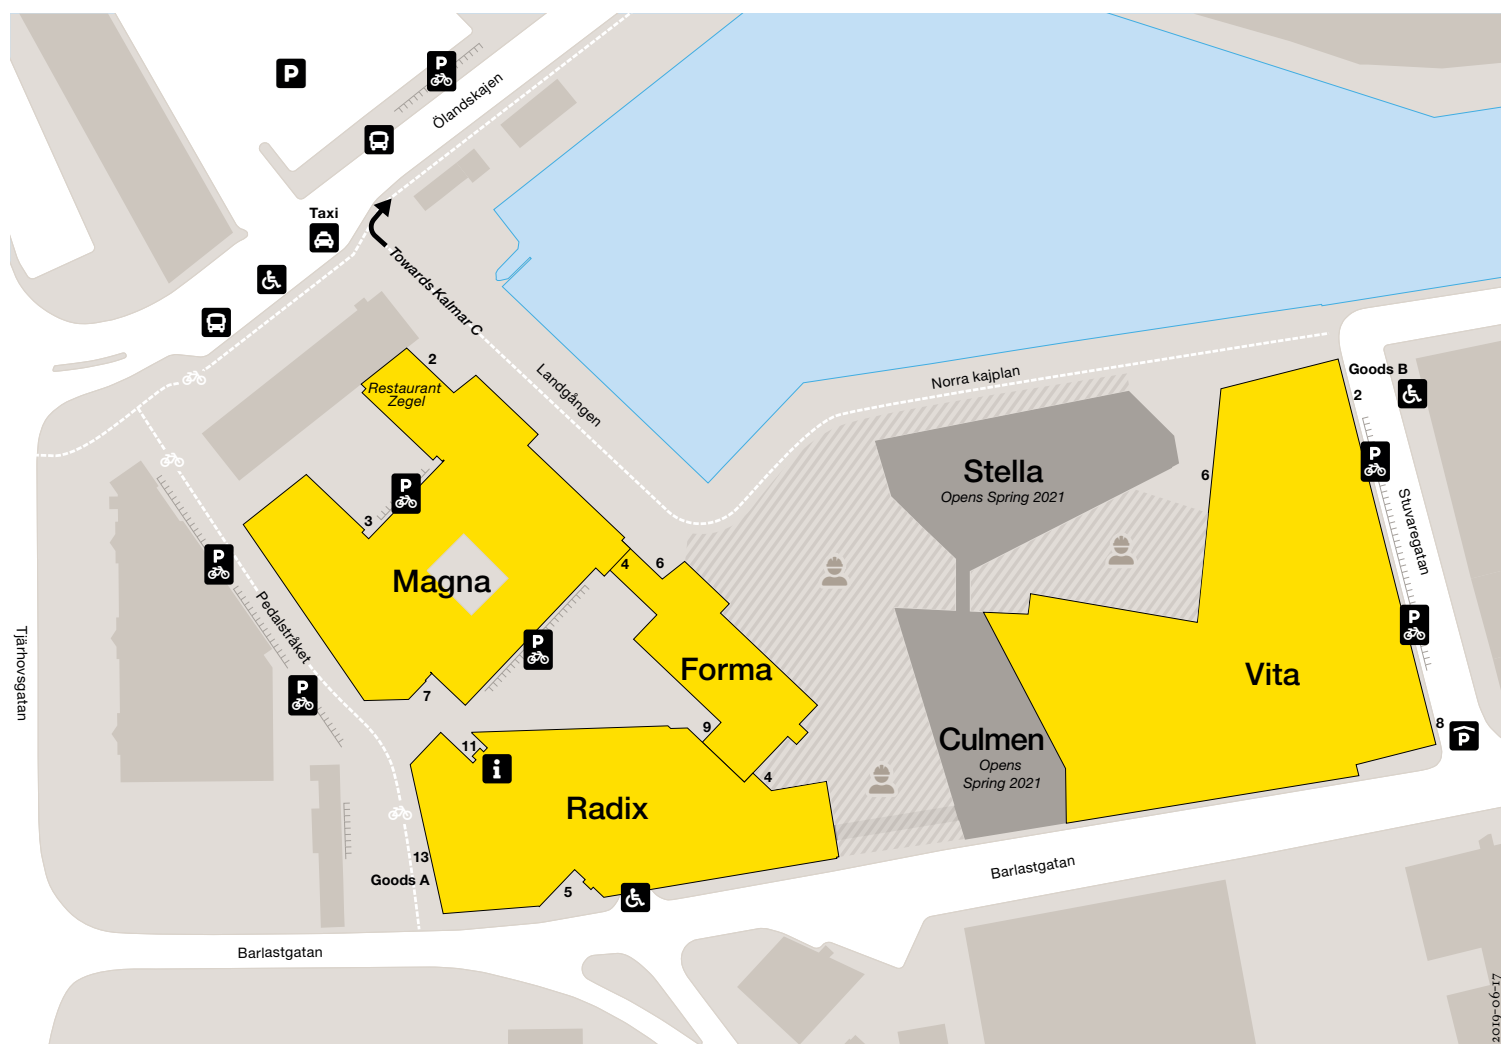 P
P
Ölandskajen
Taxi
Towards Kalmar C
2
Restaurant
Zegel
Landgången
Norra kajplan
Goods B
2
Stella
Opens Spring 2021
6
P
P
Stuvaregatan
3
Magna
4
6
P
Pedalstråket
P
Tjärhovsgatan
Forma
Vita
P
P
7
9
11
i
4
Culmen
Opens
Spring 2021
8
P
Radix
13
Goods A
5
Barlastgatan
Barlastgatan
2019-06-17